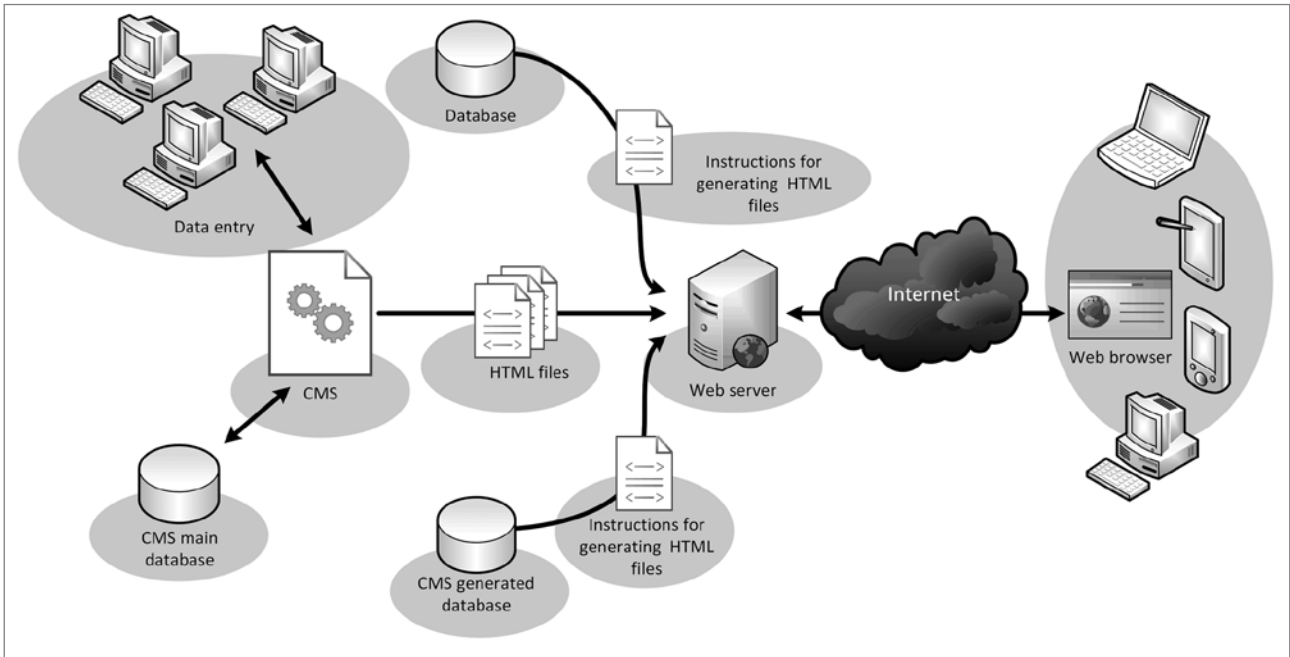 Database
Instructions for
generating HTML
files
Data entry
Internet
HTML files
CMS
Web server
Web browser
CMS main
database
Instructions for
generating HTML
files
CMS generated
database